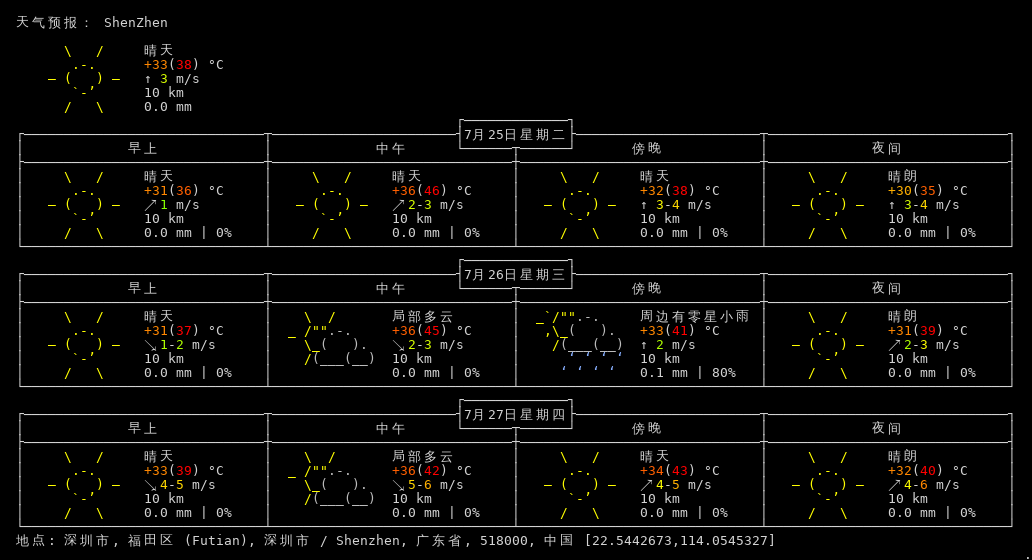 天气预报： ShenZhen
晴天
+33(38) °C
↑ 3 m/s
10 km
0.0 mm
7月25日星期二
早上 中午 傍晚 夜间
晴天 晴天 晴天 晴朗
+31(36) °C +36(46) °C +32(38) °C +30(35) °C
↗1 m/s ↗2-3 m/s ↑ 3-4 m/s ↑ 3-4 m/s
10 km 10 km 10 km 10 km
0.0 mm | 0% 0.0 mm | 0% 0.0 mm | 0% 0.0 mm | 0%
7月26日星期三
早上 中午 傍晚 夜间
晴天 局部多云 周边有零星小雨 晴朗
+31(37) °C +36(45) °C +33(41) °C +31(39) °C
↘1-2 m/s ↘2-3 m/s ↑ 2 m/s ↗2-3 m/s
10 km 10 km 10 km 10 km
0.0 mm | 0% 0.0 mm | 0% 0.1 mm | 80% 0.0 mm | 0%
7月27日星期四
早上 中午 傍晚 夜间
晴天 局部多云 晴天 晴朗
+33(39) °C +36(42) °C +34(43) °C +32(40) °C
↘4-5 m/s ↘5-6 m/s ↗4-5 m/s ↗4-6 m/s
10 km 10 km 10 km 10 km
0.0 mm | 0% 0.0 mm | 0% 0.0 mm | 0% 0.0 mm | 0%
地点: 深圳市, 福田区 (Futian), 深圳市 / Shenzhen, 广东省, 518000, 中国 [22.5442673,114.0545327]